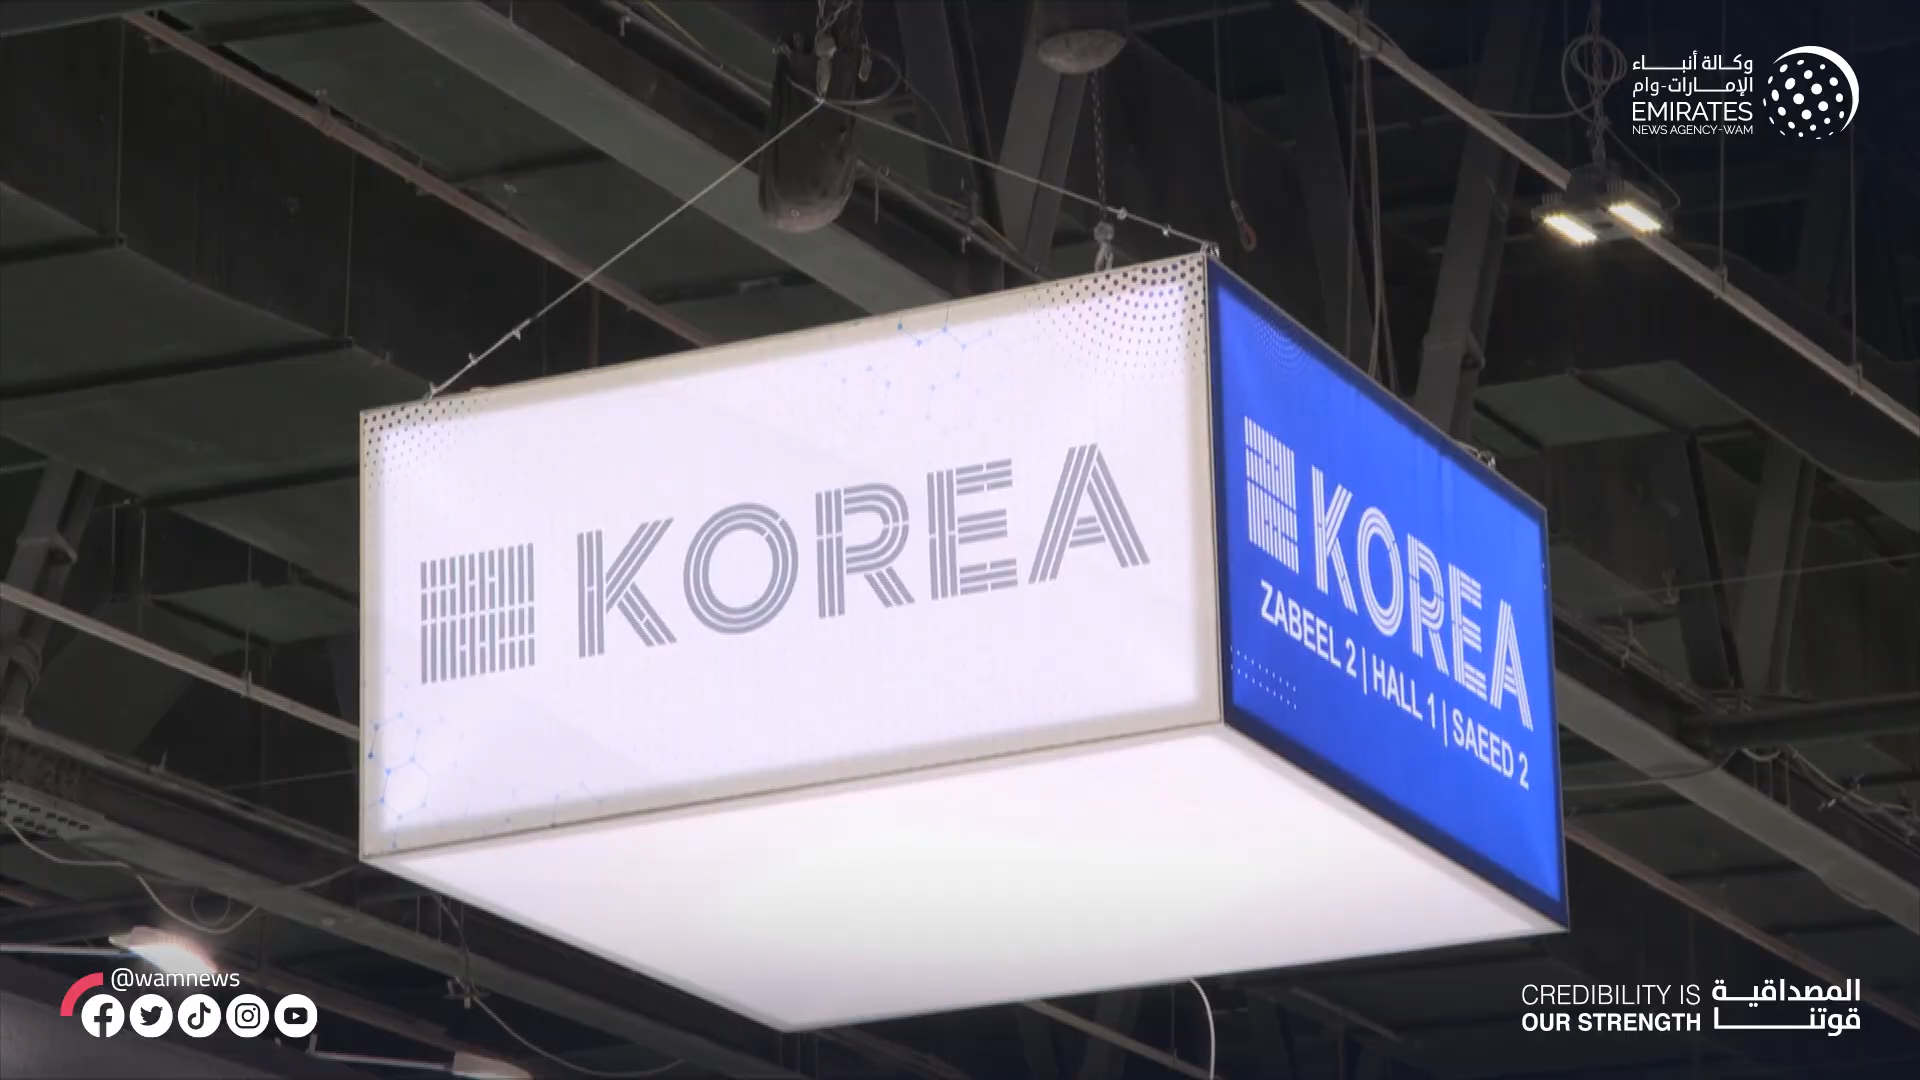 وكالة أنباء
الإمارات-وام
EMIRATES
NEWS AGENCY-WAM
KOREA
KOREA
ZABEEL 2 | HALL 1 | SAEED 2
@wamnews
CREDIBILITY IS
OUR STRENGTH
المصداقية
قوتنا